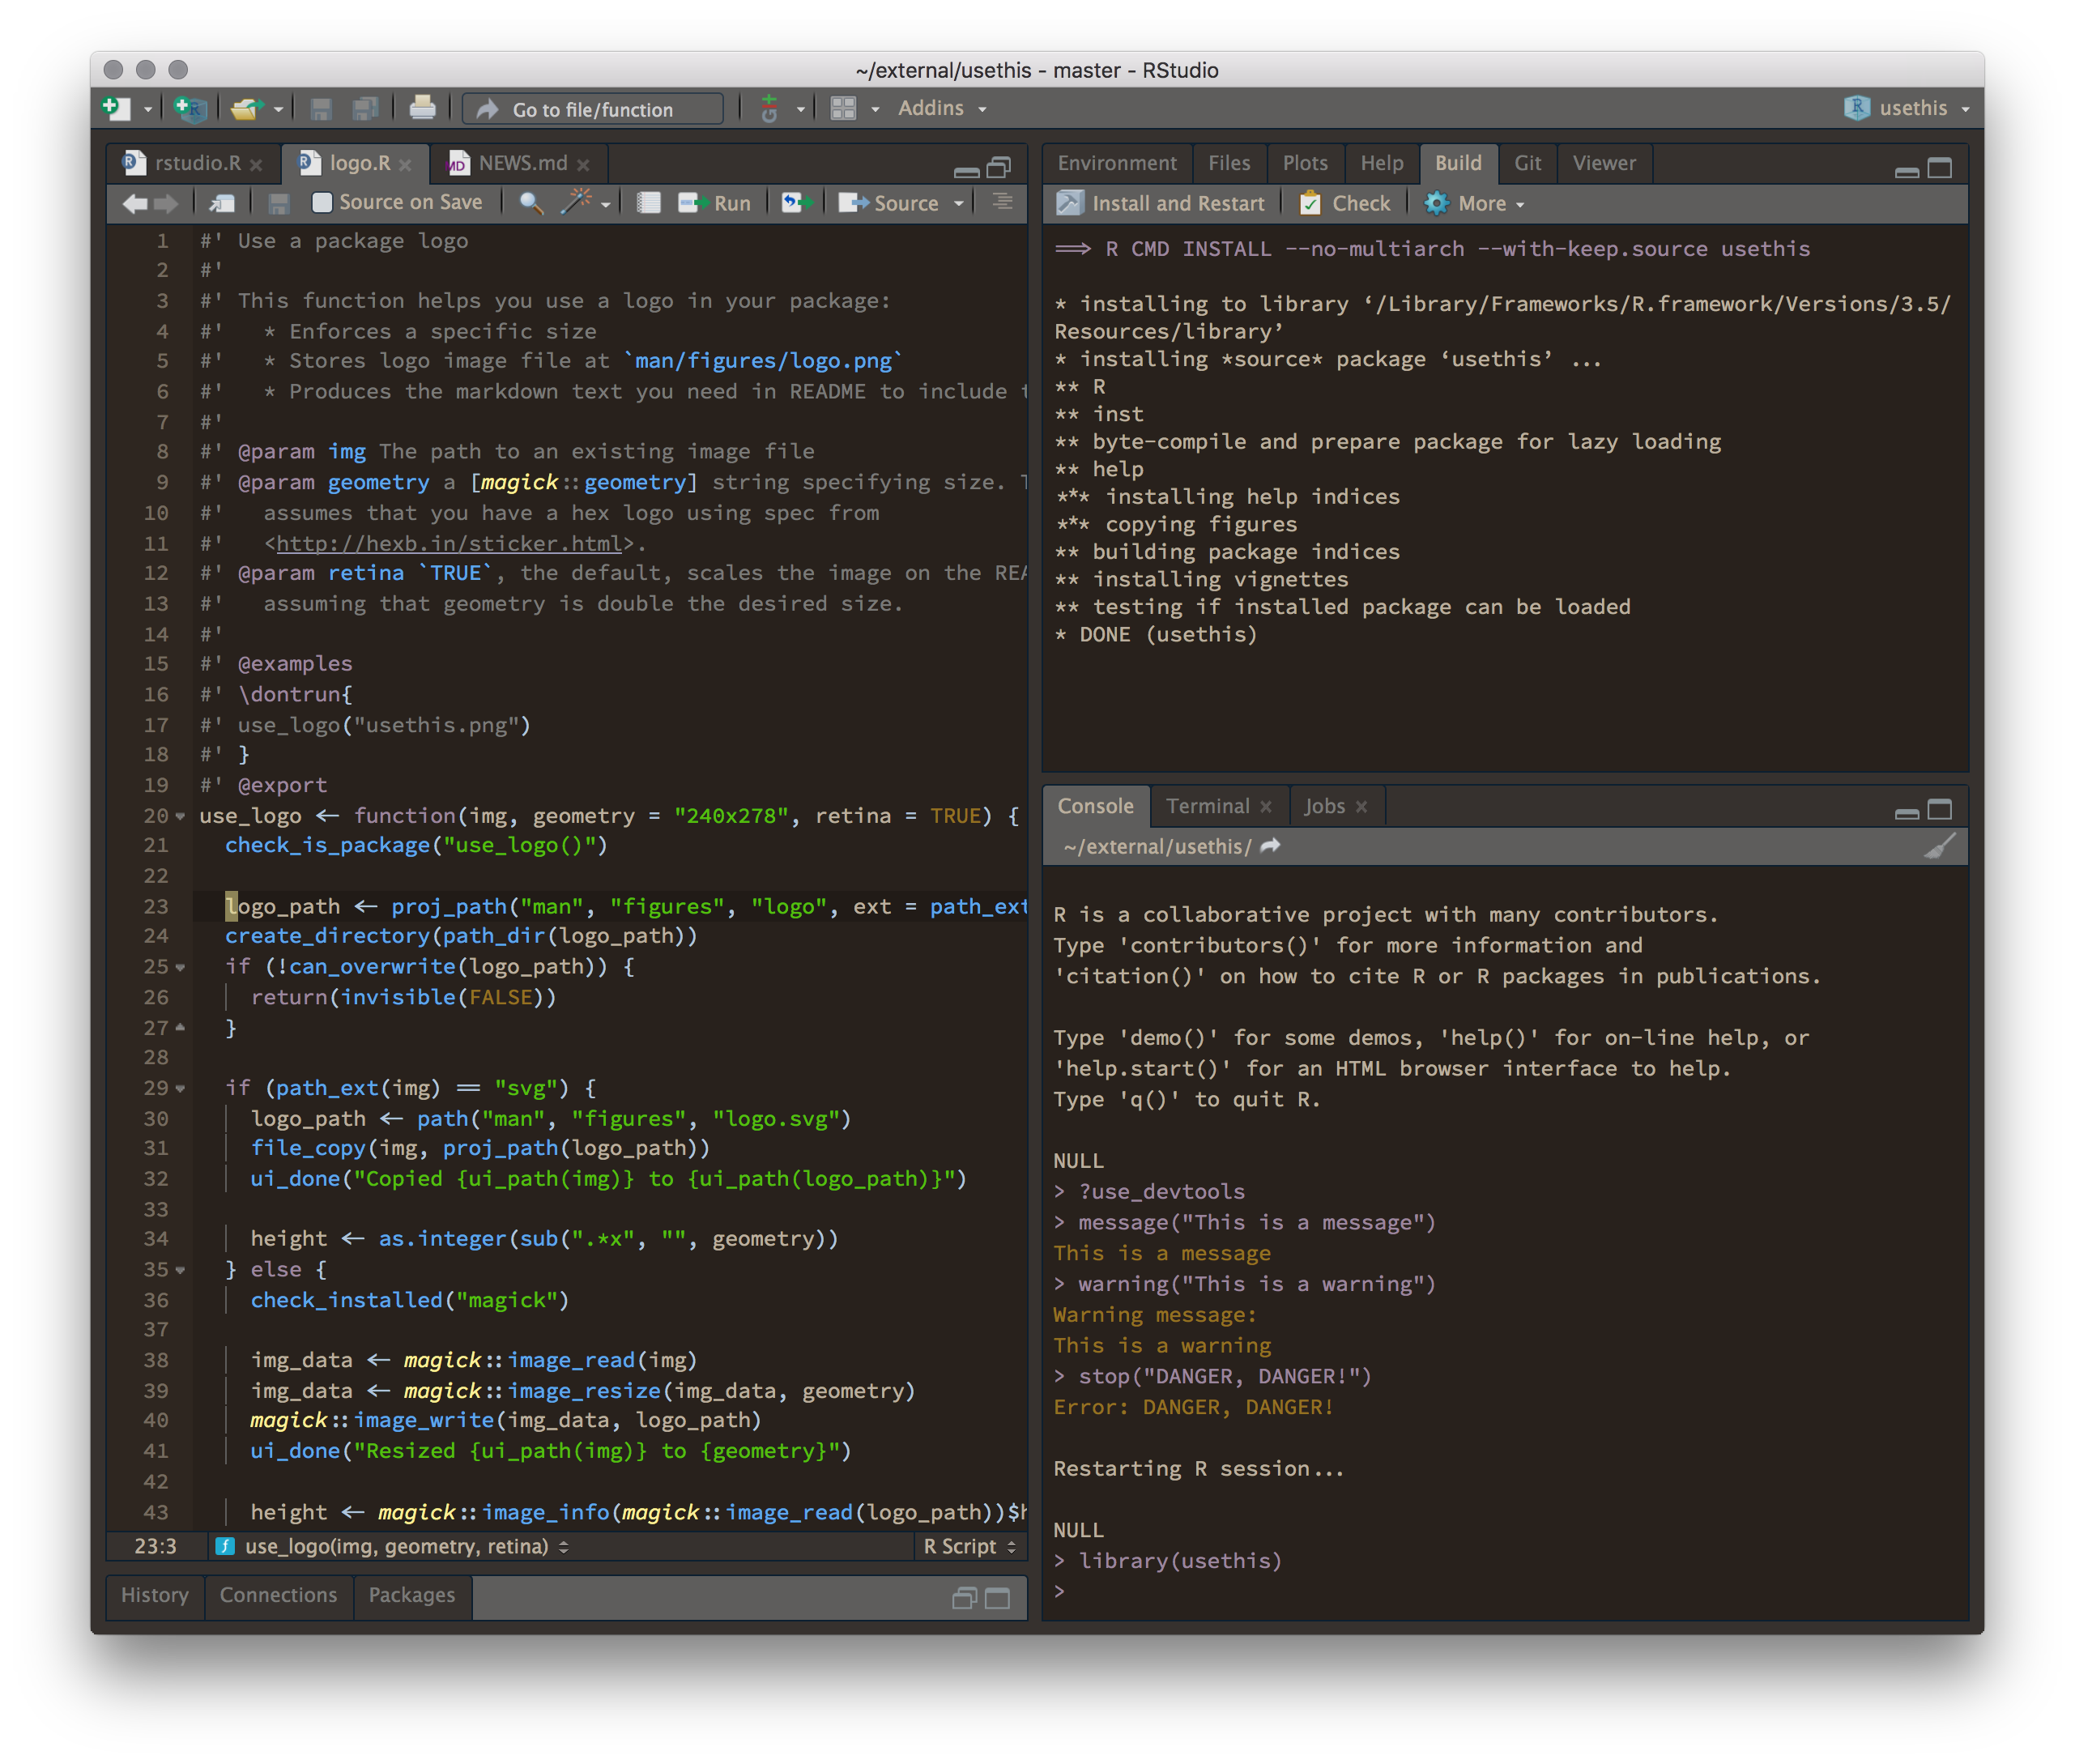 ~/external/usethis - master - RStudio
Go to file/function
Addins
usethis
rstudio.R
logo.R
NEWS.md
Source on Save
Run
Source
1 #' Use a package logo
2 #'
3 #' This function helps you use a logo in your package:
4 #'   * Enforces a specific size
5 #'   * Stores logo image file at `man/figures/logo.png`
6 #'   * Produces the markdown text you need in README to include t
7 #'
8 #' @param img The path to an existing image file
9 #' @param geometry a [magick::geometry] string specifying size. T
10 #'   assumes that you have a hex logo using spec from
11 #'   <http://hexb.in/sticker.html>.
12 #' @param retina `TRUE`, the default, scales the image on the REA
13 #'   assuming that geometry is double the desired size.
14 #'
15 #' @examples
16 #' \dontrun{
17 #' use_logo("usethis.png")
18 #' }
19 #' @export
20 use_logo <- function(img, geometry = "240x278", retina = TRUE) {
21   check_is_package("use_logo()")
22
23   logo_path <- proj_path("man", "figures", "logo", ext = path_ext
24   create_directory(path_dir(logo_path))
25   if (!can_overwrite(logo_path)) {
26     return(invisible(FALSE))
27   }
28
29   if (path_ext(img) == "svg") {
30     logo_path <- path("man", "figures", "logo.svg")
31     file_copy(img, proj_path(logo_path))
32     ui_done("Copied {ui_path(img)} to {ui_path(logo_path)}")
33
34     height <- as.integer(sub(".*x", "", geometry))
35   } else {
36     check_installed("magick")
37
38     img_data <- magick::image_read(img)
39     img_data <- magick::image_resize(img_data, geometry)
40     magick::image_write(img_data, logo_path)
41     ui_done("Resized {ui_path(img)} to {geometry}")
42
43     height <- magick::image_info(magick::image_read(logo_path))$h
23:3
use_logo(img, geometry, retina)
R Script
History
Connections
Packages
Environment
Files
Plots
Help
Build
Git
Viewer
Install and Restart
Check
More
==> R CMD INSTALL --no-multiarch --with-keep.source usethis
* installing to library ‘/Library/Frameworks/R.framework/Versions/3.5/
Resources/library’
* installing *source* package ‘usethis’ ...
** R
** inst
** byte-compile and prepare package for lazy loading
** help
*** installing help indices
*** copying figures
** building package indices
** installing vignettes
** testing if installed package can be loaded
* DONE (usethis)
Console
Terminal
Jobs
~/external/usethis/
R is a collaborative project with many contributors.
Type 'contributors()' for more information and
'citation()' on how to cite R or R packages in publications.
Type 'demo()' for some demos, 'help()' for on-line help, or
'help.start()' for an HTML browser interface to help.
Type 'q()' to quit R.
NULL
> ?use_devtools
> message("This is a message")
This is a message
> warning("This is a warning")
Warning message:
This is a warning
> stop("DANGER, DANGER!")
Error: DANGER, DANGER!
Restarting R session...
NULL
> library(usethis)
>